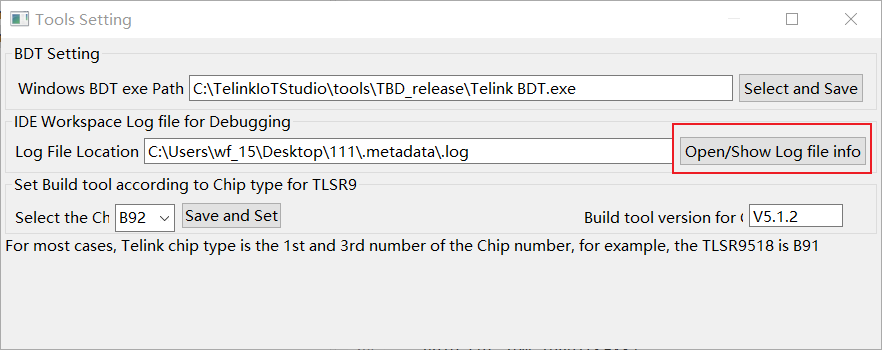 Tools Setting
BDT Setting
Windows BDT exe Path C:\TelinkIoTStudio\tools\TBD_release\Telink BDT.exe Select and Save
IDE Workspace Log file for Debugging
Log File Location C:\Users\wf_15\Desktop\111\.metadata\.log Open/Show Log file info
Set Build tool according to Chip type for TLSR9
Select the Ch B92 Save and Set Build tool version for C V5.1.2
For most cases, Telink chip type is the 1st and 3rd number of the Chip number, for example, the TLSR9518 is B91